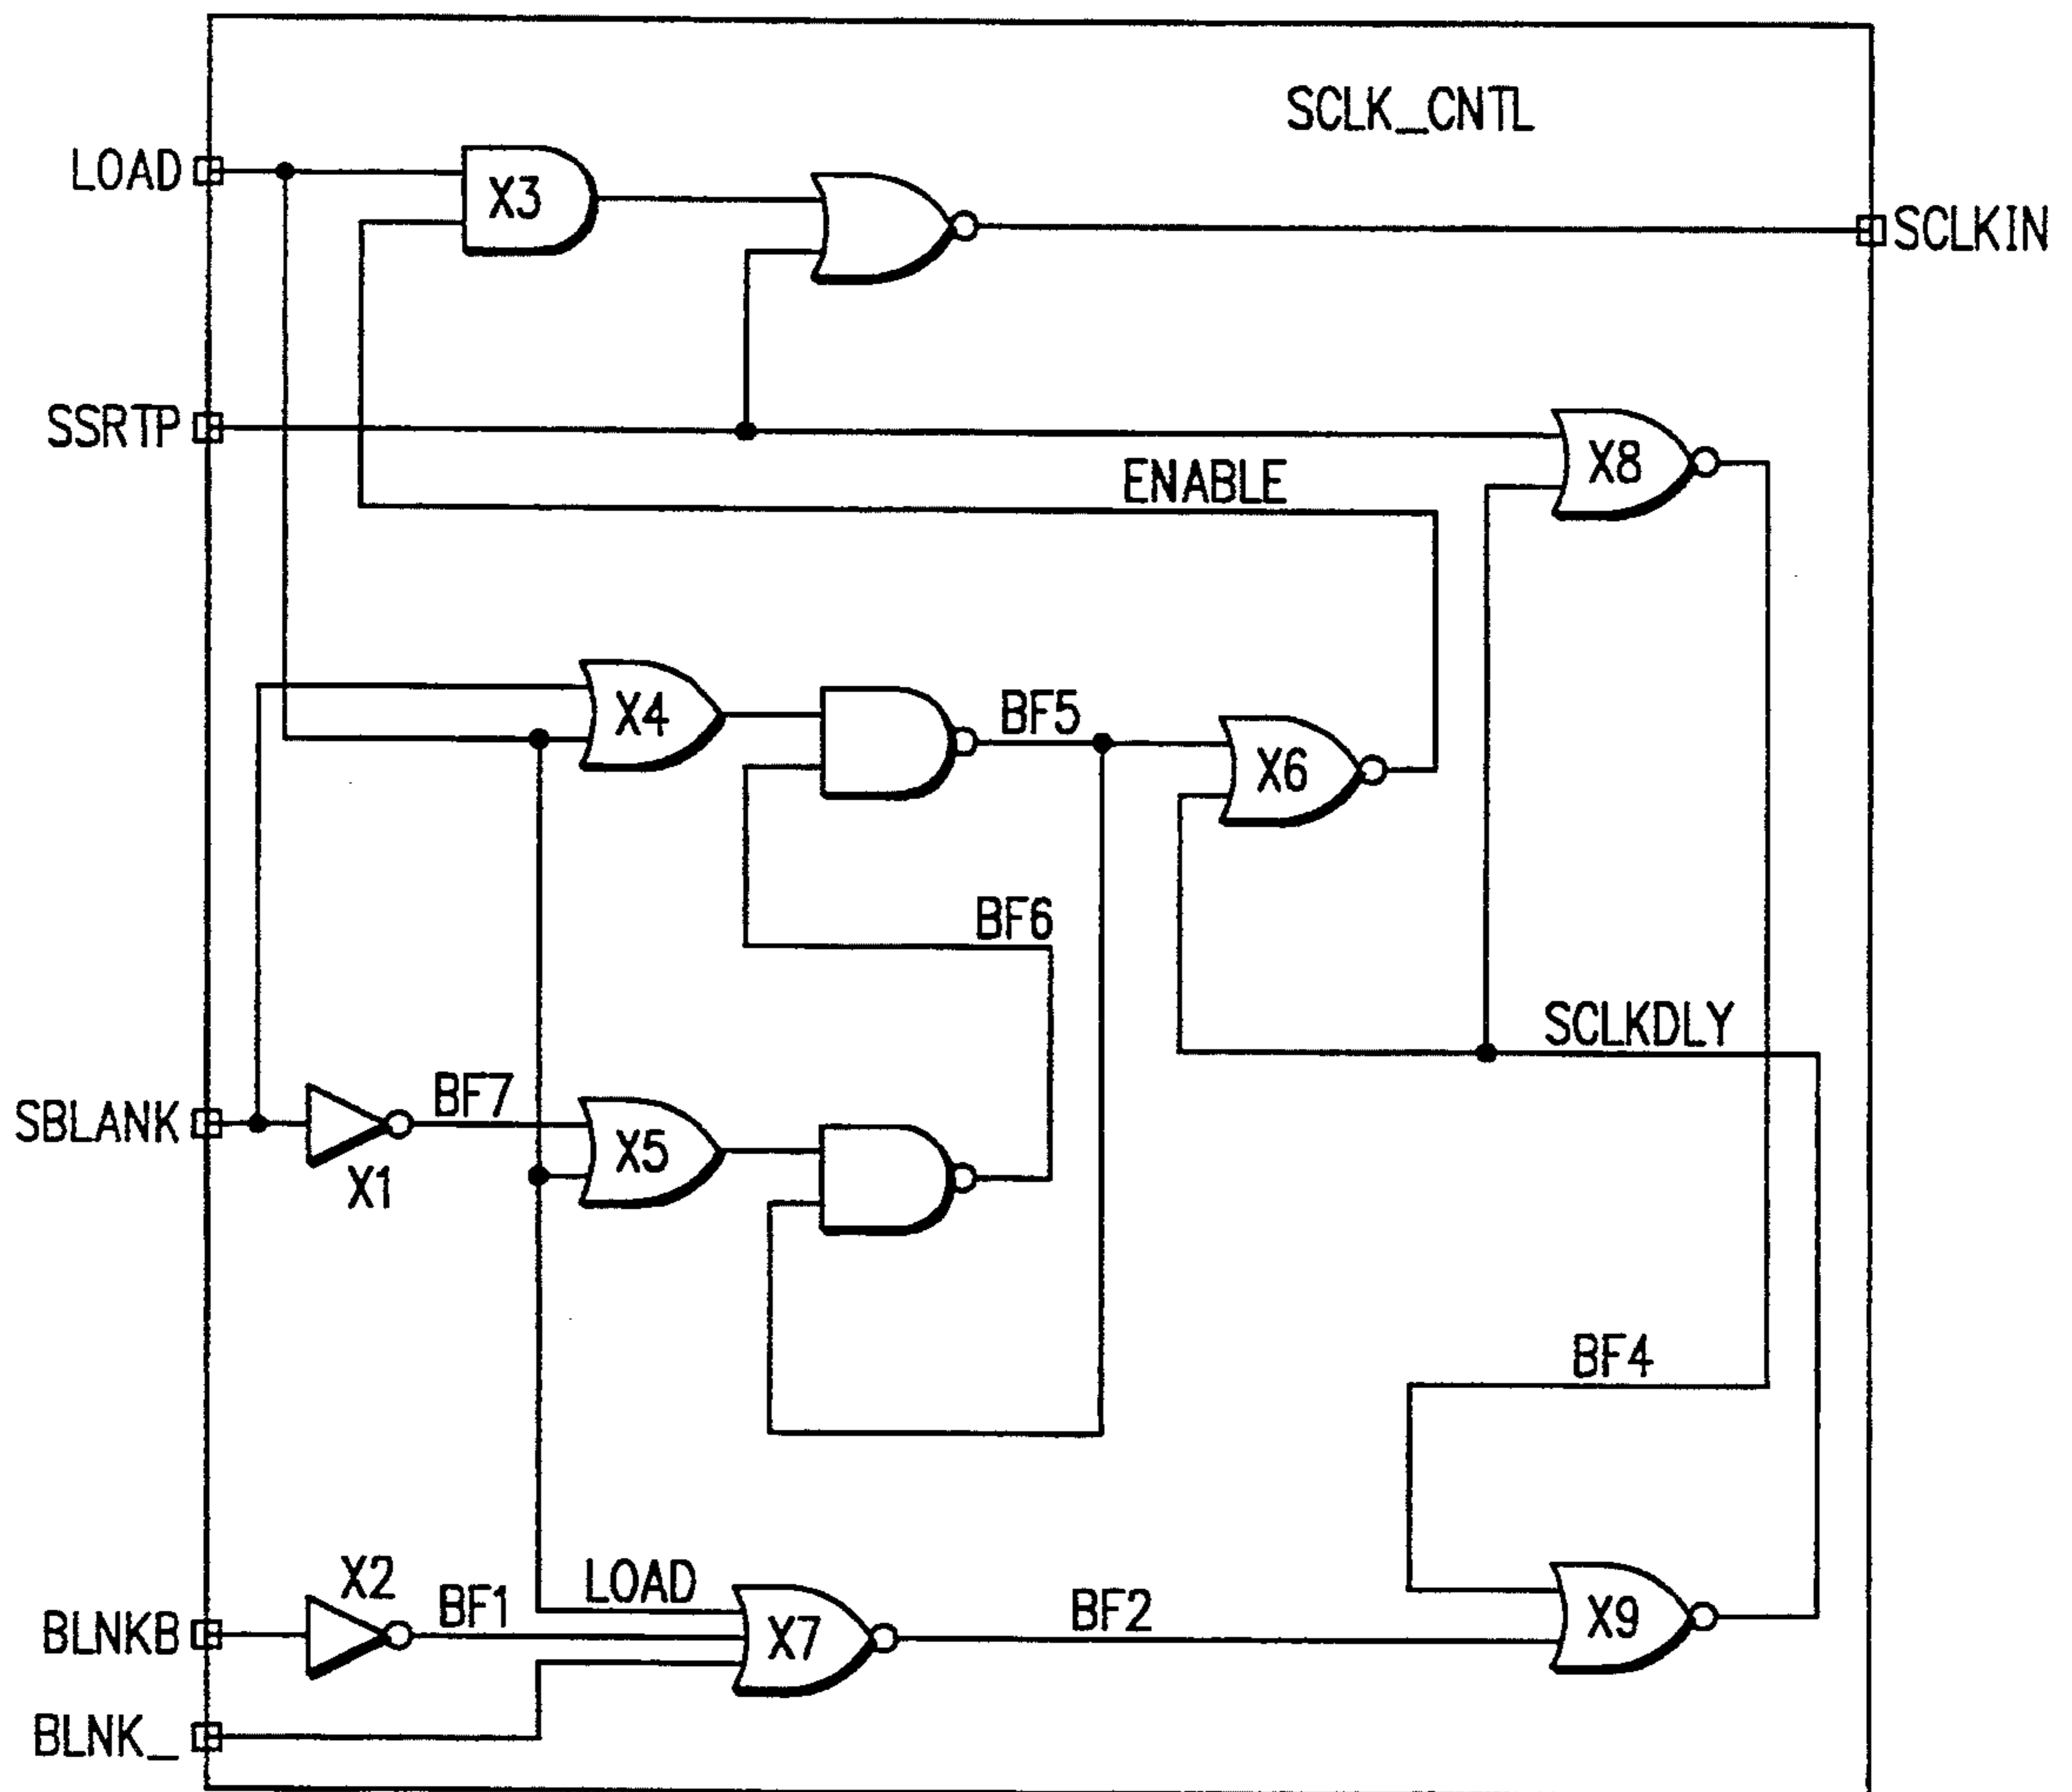 SCLK_CNTL
LOAD
X3
SCLKIN
SSRTP
X8
ENABLE
X4
BF5
X6
BF6
SCLKDLY
BF7
SBLANK
X5
X1
BF4
X2
LOAD
BF1
BF2
X9
BLNKB
X7
BLNK_